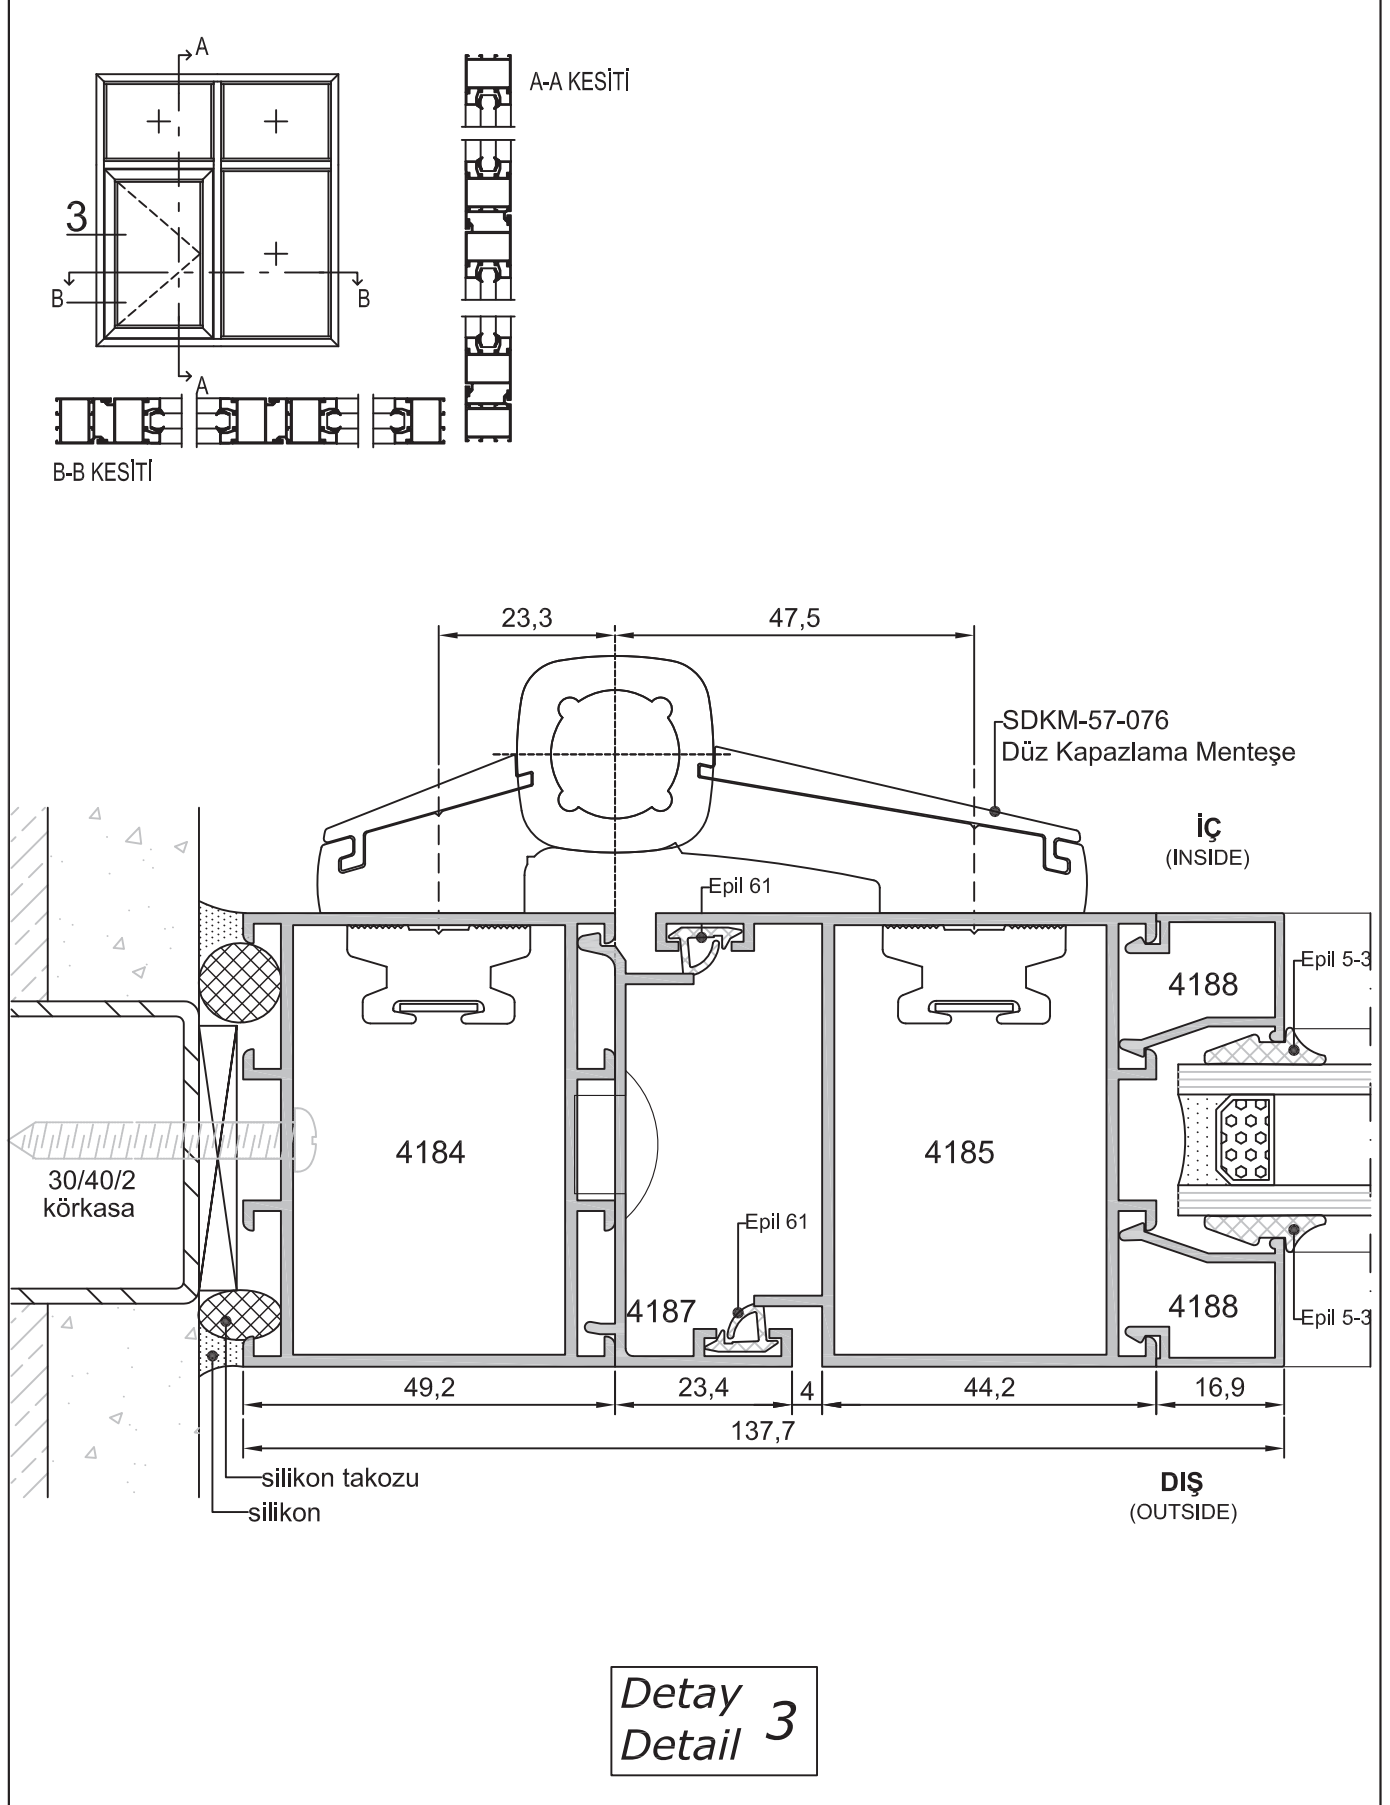 A
A-A KESİTİ
3
B
B
A
B-B KESİTİ
23,3
47,5
SDKM-57-076
Düz Kapazlama Menteşe
İÇ
(INSIDE)
Epil 61
Epil 5-3
4188
4184
4185
30/40/2
körkasa
Epil 61
4187
4188
Epil 5-3
49,2
23,4
4
44,2
16,9
137,7
silikon takozu
silikon
DIŞ
(OUTSIDE)
Detay
Detail
3